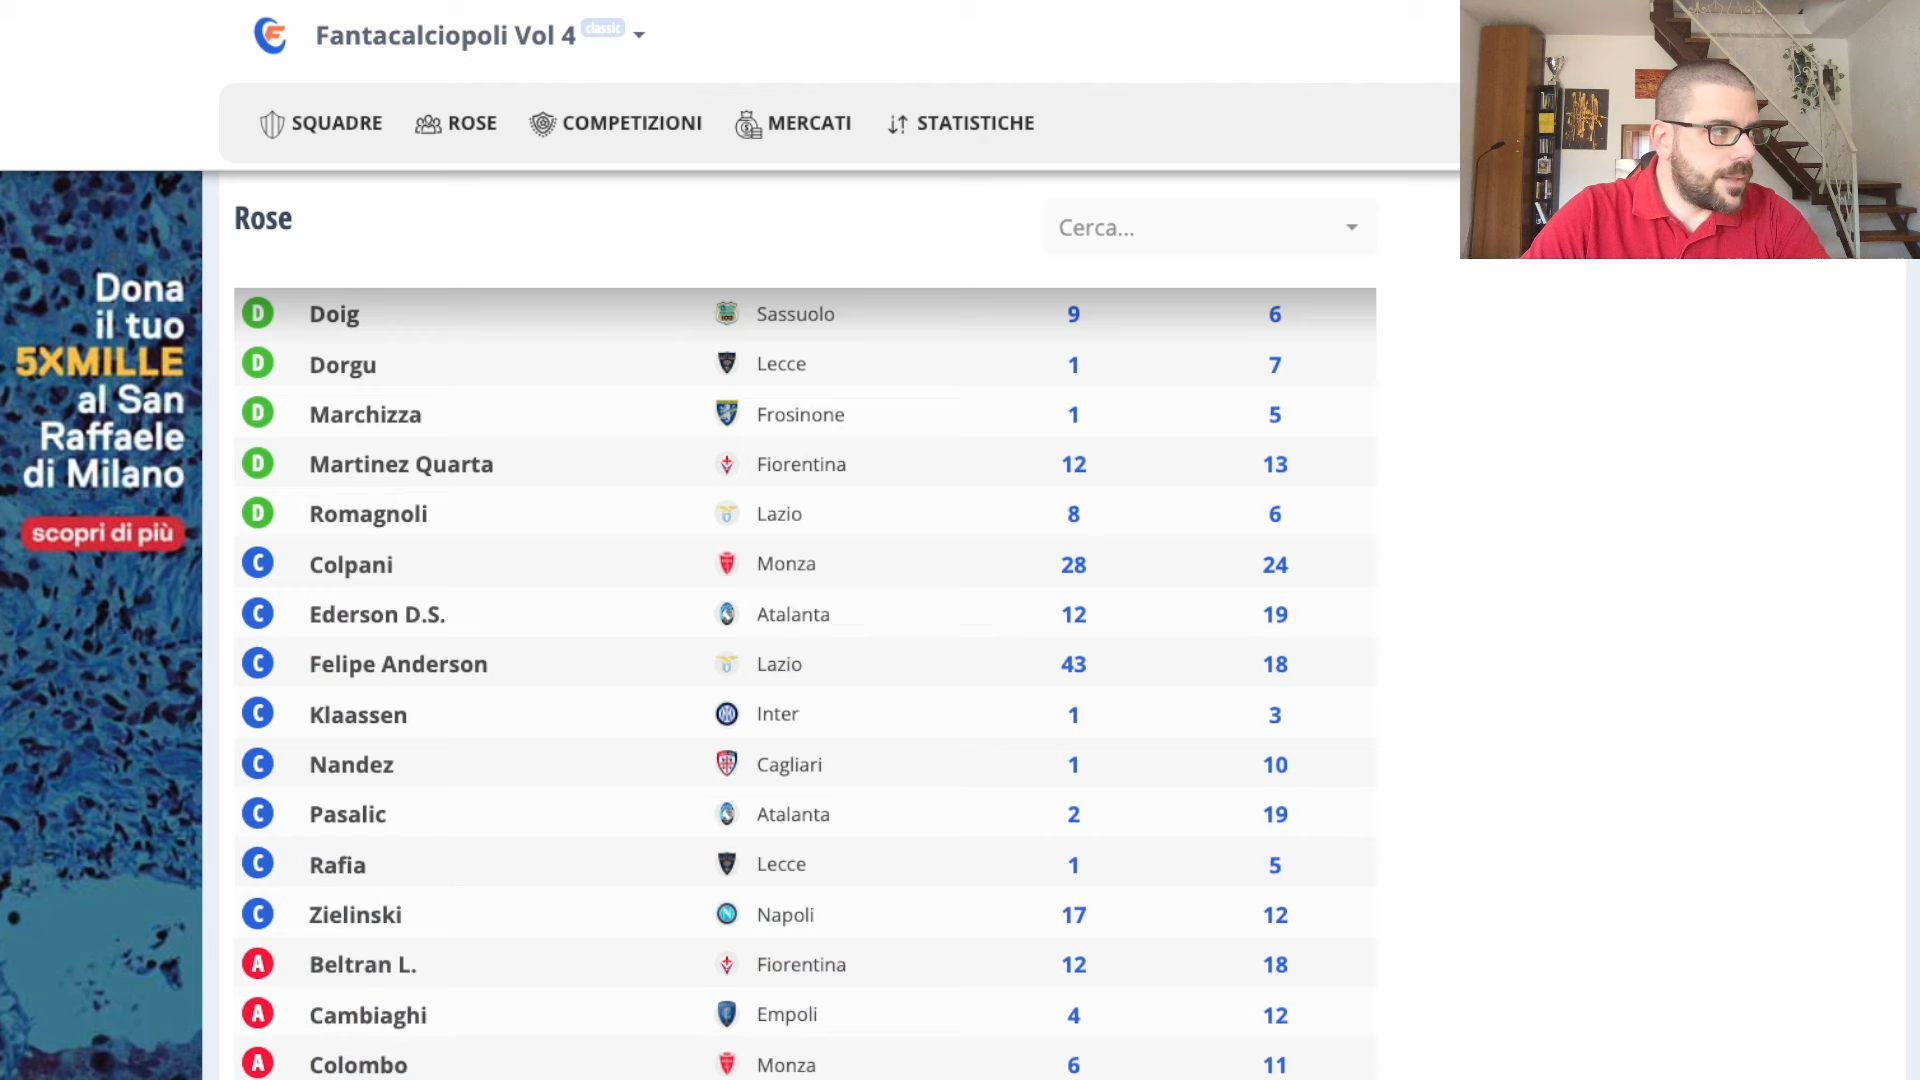 Fantacalciopoli Vol 4 classic
SQUADRE ROSE COMPETIZIONI MERCATI STATISTICHE
Rose
Cerca...
Dona
il tuo
5XMILLE
al San
Raffaele
di Milano
scopri di più
D Doig Sassuolo 9 6
D Dorgu Lecce 1 7
D Marchizza Frosinone 1 5
D Martinez Quarta Fiorentina 12 13
D Romagnoli Lazio 8 6
C Colpani Monza 28 24
C Ederson D.S. Atalanta 12 19
C Felipe Anderson Lazio 43 18
C Klaassen Inter 1 3
C Nandez Cagliari 1 10
C Pasalic Atalanta 2 19
C Rafia Lecce 1 5
C Zielinski Napoli 17 12
A Beltran L. Fiorentina 12 18
A Cambiaghi Empoli 4 12
A Colombo Monza 6 11